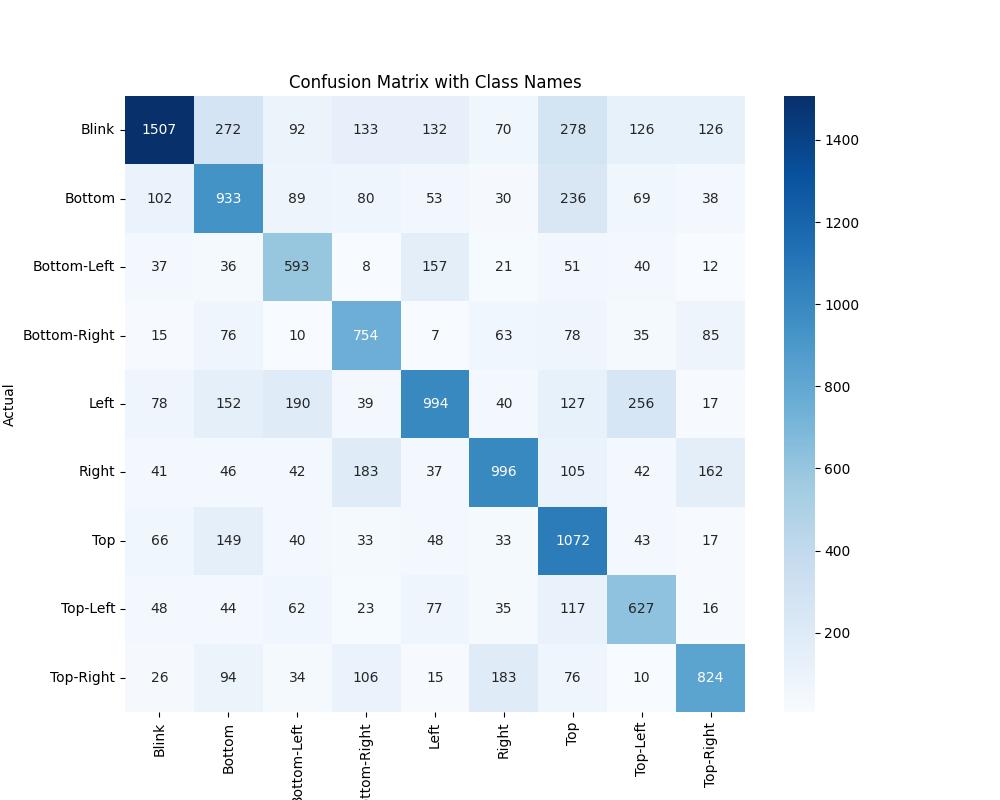 Confusion Matrix with Class Names
Actual
Blink 1507 272 92 133 132 70 278 126 126
Bottom 102 933 89 80 53 30 236 69 38
Bottom-Left 37 36 593 8 157 21 51 40 12
Bottom-Right 15 76 10 754 7 63 78 35 85
Left 78 152 190 39 994 40 127 256 17
Right 41 46 42 183 37 996 105 42 162
Top 66 149 40 33 48 33 1072 43 17
Top-Left 48 44 62 23 77 35 117 627 16
Top-Right 26 94 34 106 15 183 76 10 824
Blink
Bottom
ottom-Left
ttom-Right
Left
Right
Top
Top-Left
Top-Right
1400
1200
1000
800
600
400
200